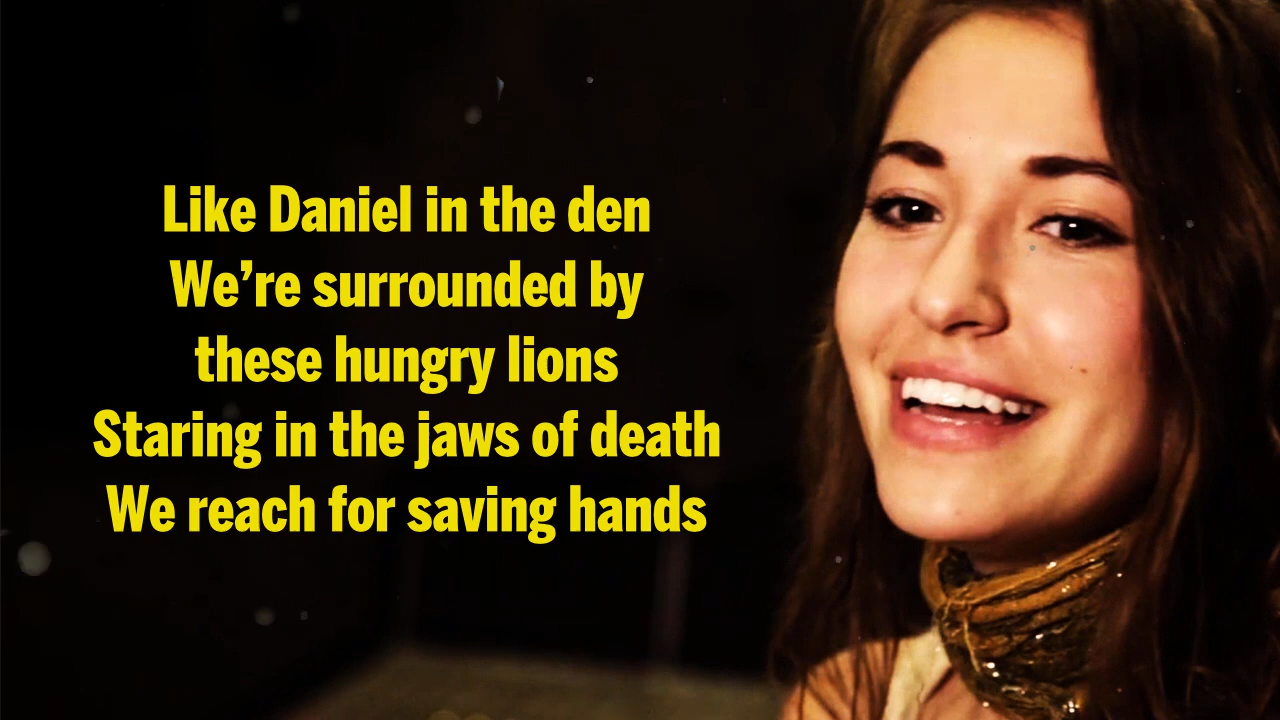 Like Daniel in the den
We’re surrounded by
these hungry lions
Staring in the jaws of death
We reach for saving hands